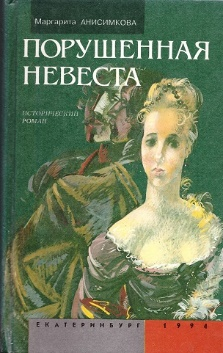 Маргарита АНИСИМКОВА
ПОРУШЕННАЯ
НЕВЕСТА
ИСТОРИЧЕСКИЙ
РОМАН
ЕКАТЕРИНБУРГ 1994